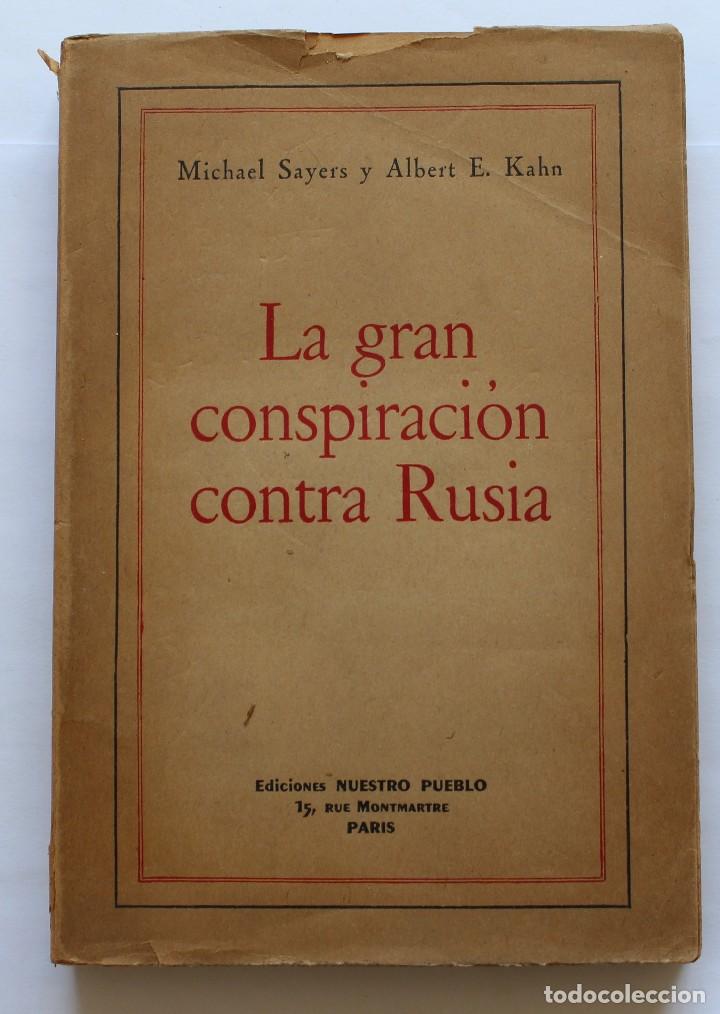 Michael Sayers y Albert E. Kahn
La gran
conspiración
contra Rusia
Ediciones NUESTRO PUEBLO
15, RUE MONTMARTRE
PARIS
todocoleccion